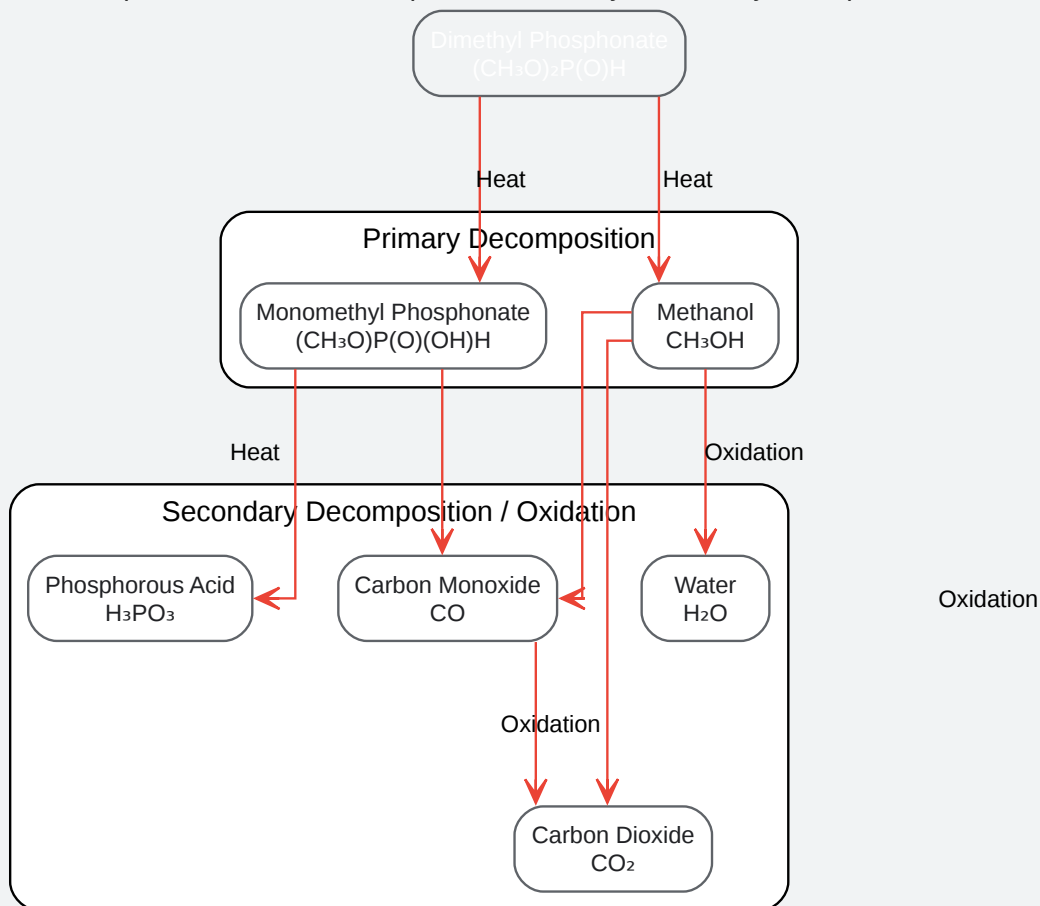 Dimethyl Phosphonate
(CH₃O)₂P(O)H
Heat
Heat
Primary Decomposition
Monomethyl Phosphonate
(CH₃O)P(O)(OH)H
Methanol
CH₃OH
Heat
Oxidation
Secondary Decomposition / Oxidation
Phosphorous Acid
H₃PO₃
Carbon Monoxide
CO
Water
H₂O
Oxidation
Oxidation
Carbon Dioxide
CO₂